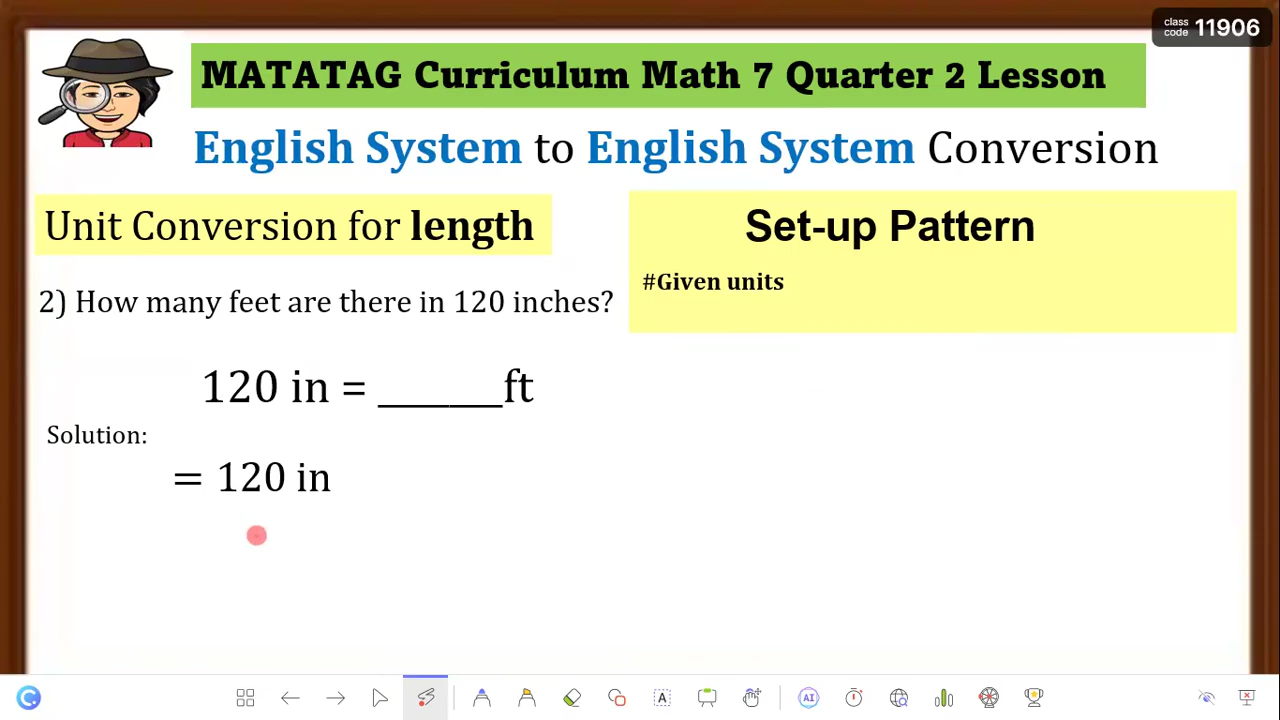 class code 11906
MATATAG Curriculum Math 7 Quarter 2 Lesson
English System to English System Conversion
Unit Conversion for length
Set-up Pattern
#Given units
2) How many feet are there in 120 inches?
120 in = ______ft
Solution:
= 120 in
A
AI